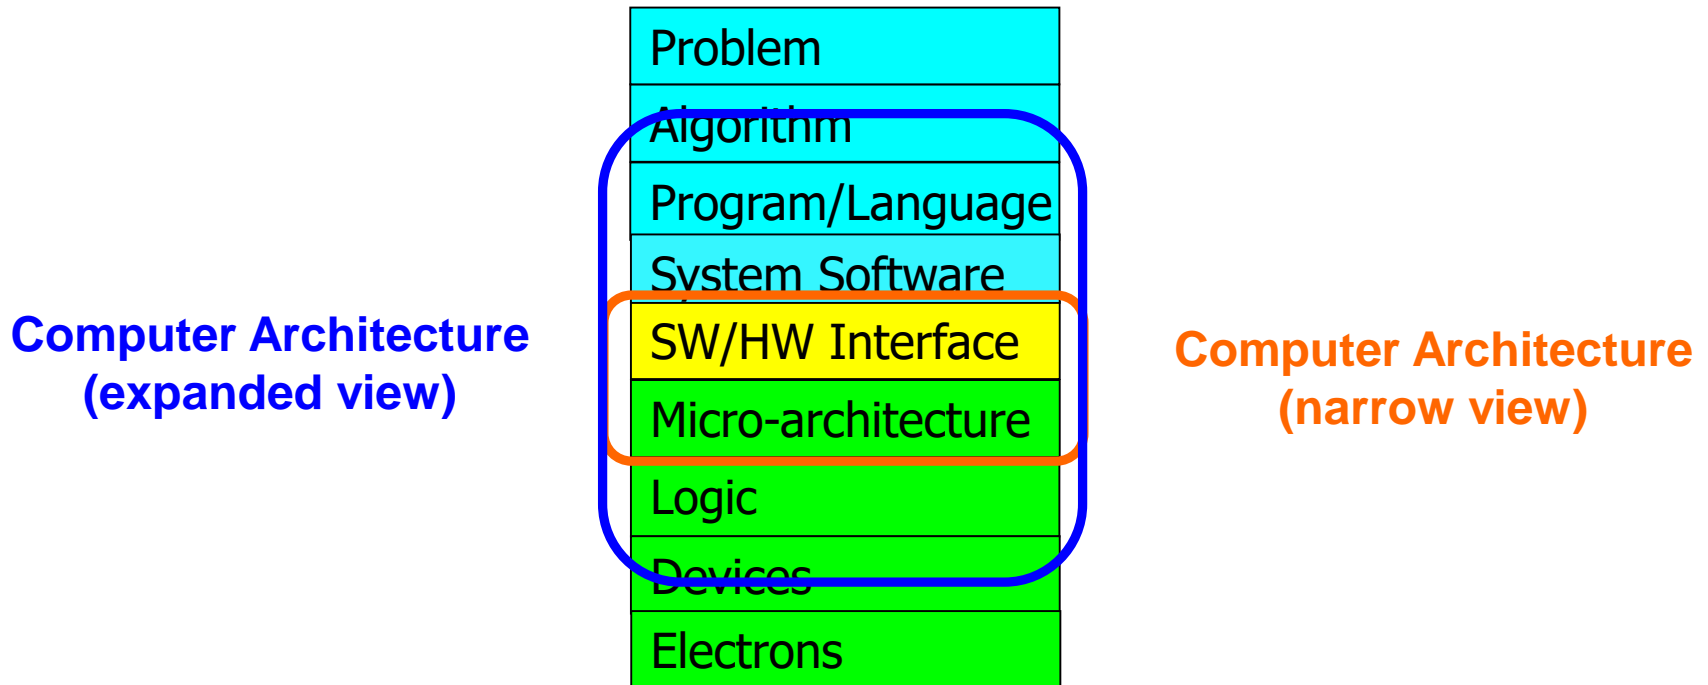 Problem
Algorithm
Program/Language
System Software
SW/HW Interface
Micro-architecture
Logic
Devices
Electrons
Computer Architecture
(expanded view)
Computer Architecture
(narrow view)